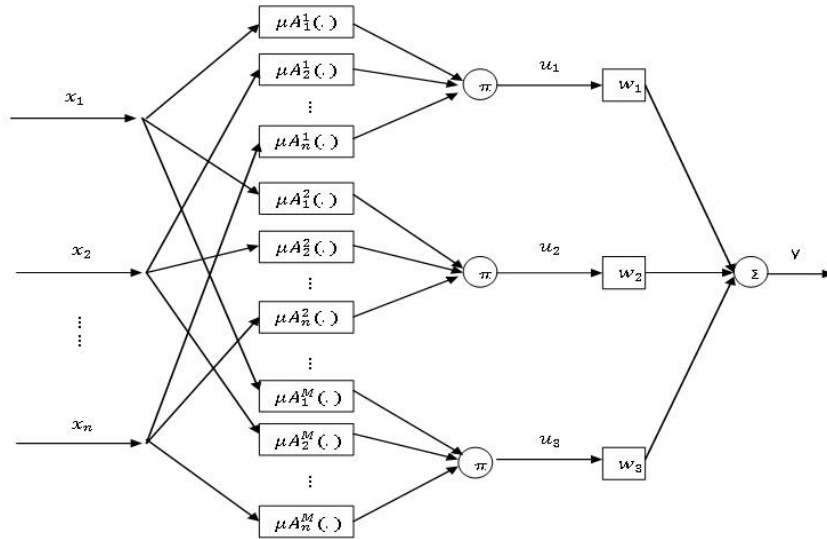 x₁
x₂
⋮
⋮
xₙ
μA₁¹(.)
μA₂¹(.)
⋮
μAₙ¹(.)
μA₁²(.)
μA₂²(.)
⋮
μAₙ²(.)
⋮
μA₁ᴹ(.)
μA₂ᴹ(.)
⋮
μAₙᴹ(.)
π
π
π
u₁
u₂
u₃
w₁
w₂
w₃
Σ
Y